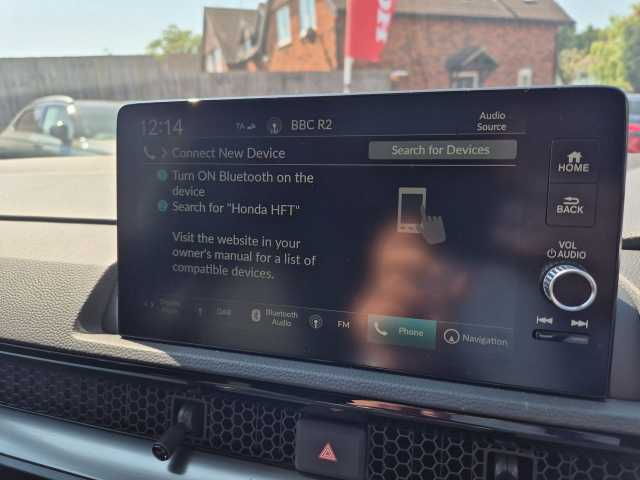 12:14 TA BBC R2 Audio
Source
Connect New Device Search for Devices
1 Turn ON Bluetooth on the
device
2 Search for "Honda HFT"
Visit the website in your
owner's manual for a list of
compatible devices.
HOME
BACK
VOL
AUDIO
Bluetooth
Audio
FM
Phone
Navigation